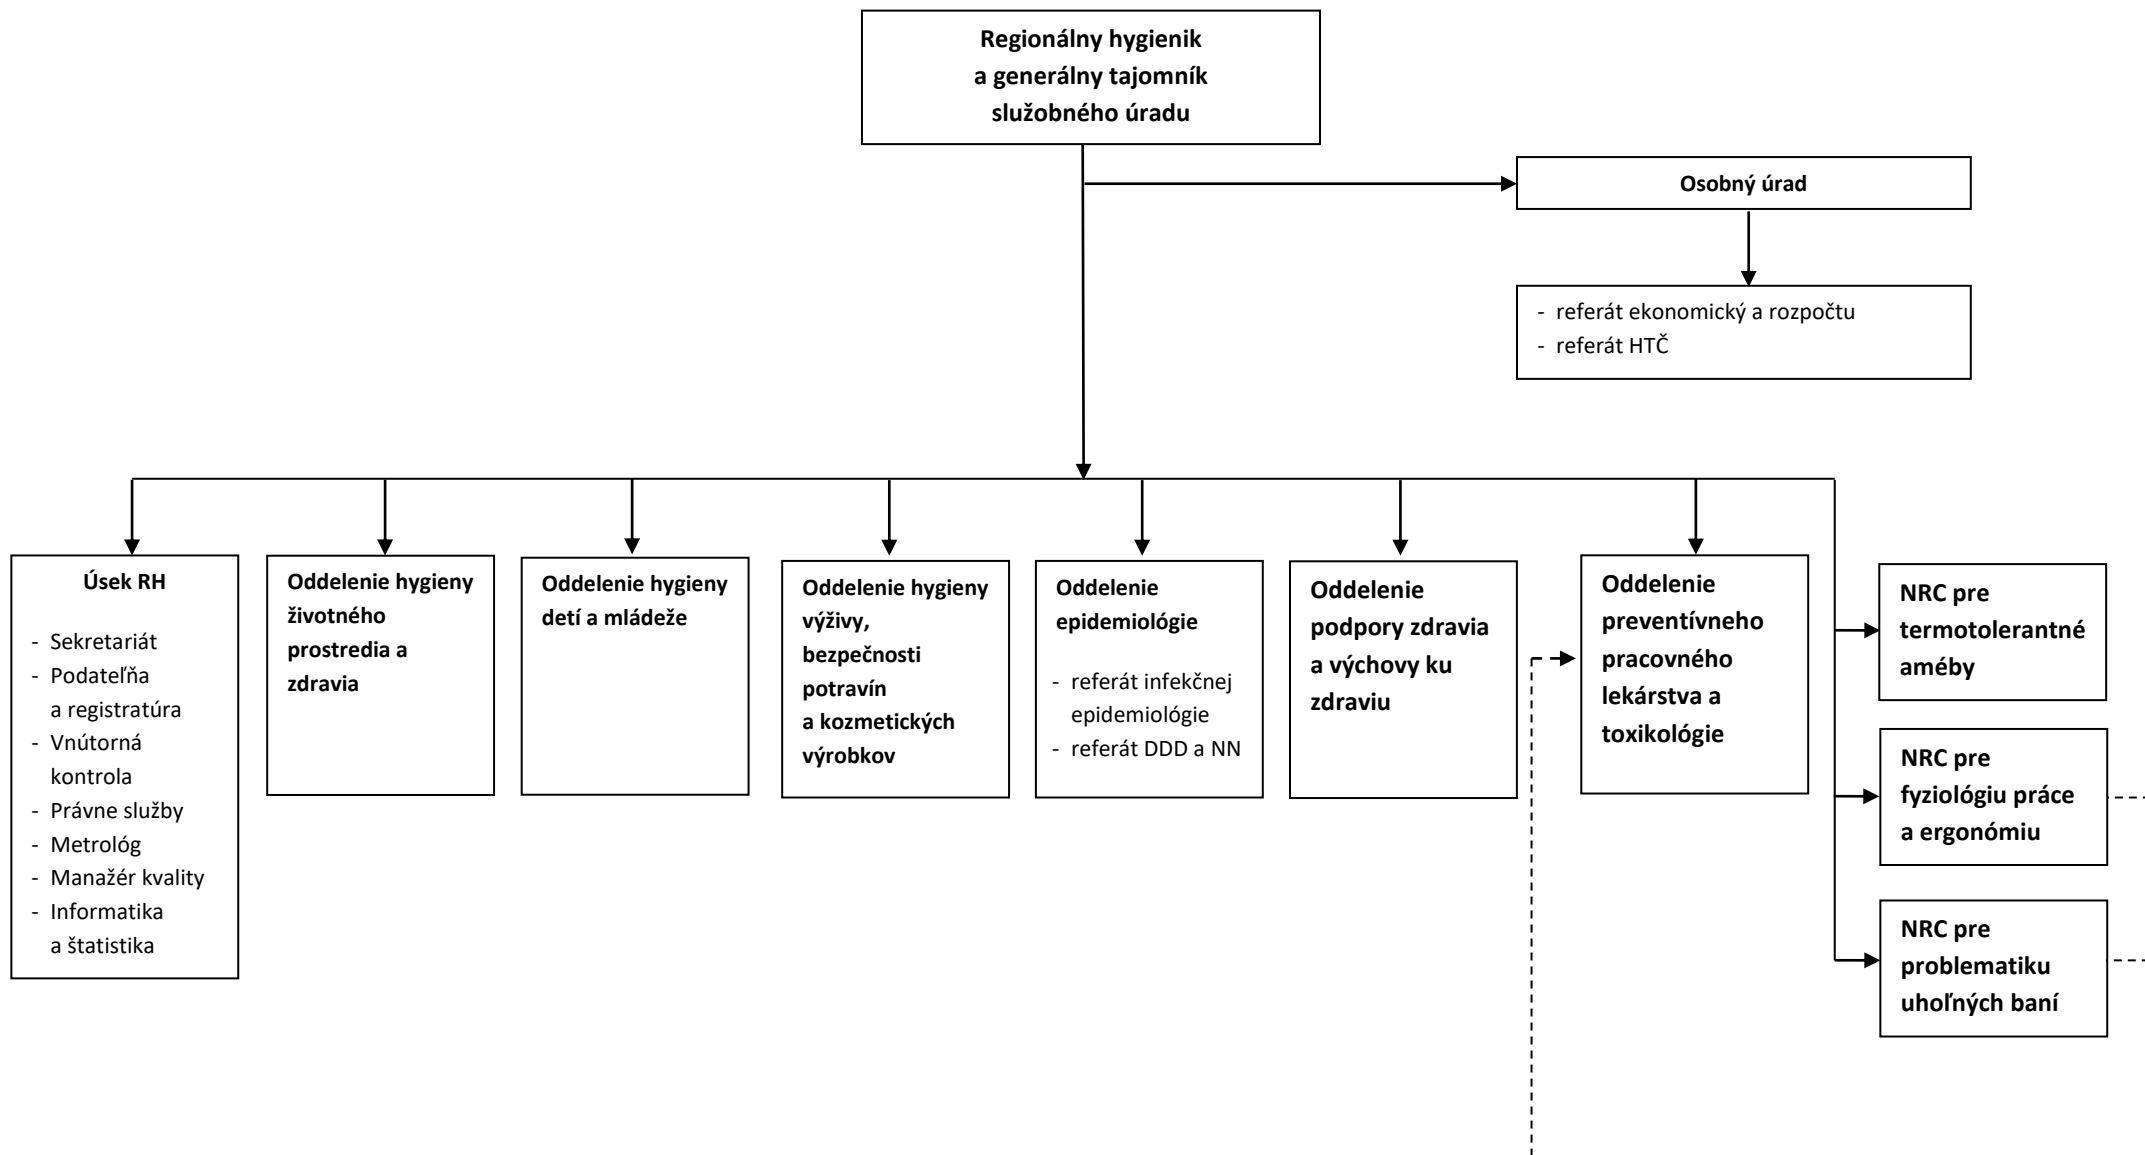 Regionálny hygienik
a generálny tajomník
služobného úradu
Osobný úrad
- referát ekonomický a rozpočtu
- referát HTČ
Úsek RH
- Sekretariát
- Podateľňa
a registratúra
- Vnútorná
kontrola
- Právne služby
- Metrológ
- Manažér kvality
- Informatika
a štatistika
Oddelenie hygieny
životného
prostredia a
zdravia
Oddelenie hygieny
detí a mládeže
Oddelenie hygieny
výživy,
bezpečnosti
potravín
a kozmetických
výrobkov
Oddelenie
epidemiológie
- referát infekčnej
epidemiológie
- referát DDD a NN
Oddelenie
podpory zdravia
a výchovy ku
zdraviu
Oddelenie
preventívneho
pracovného
lekárstva a
toxikológie
NRC pre
termotolerantné
améby
NRC pre
fyziológiu práce
a ergonómiu
NRC pre
problematiku
uhoľných baní